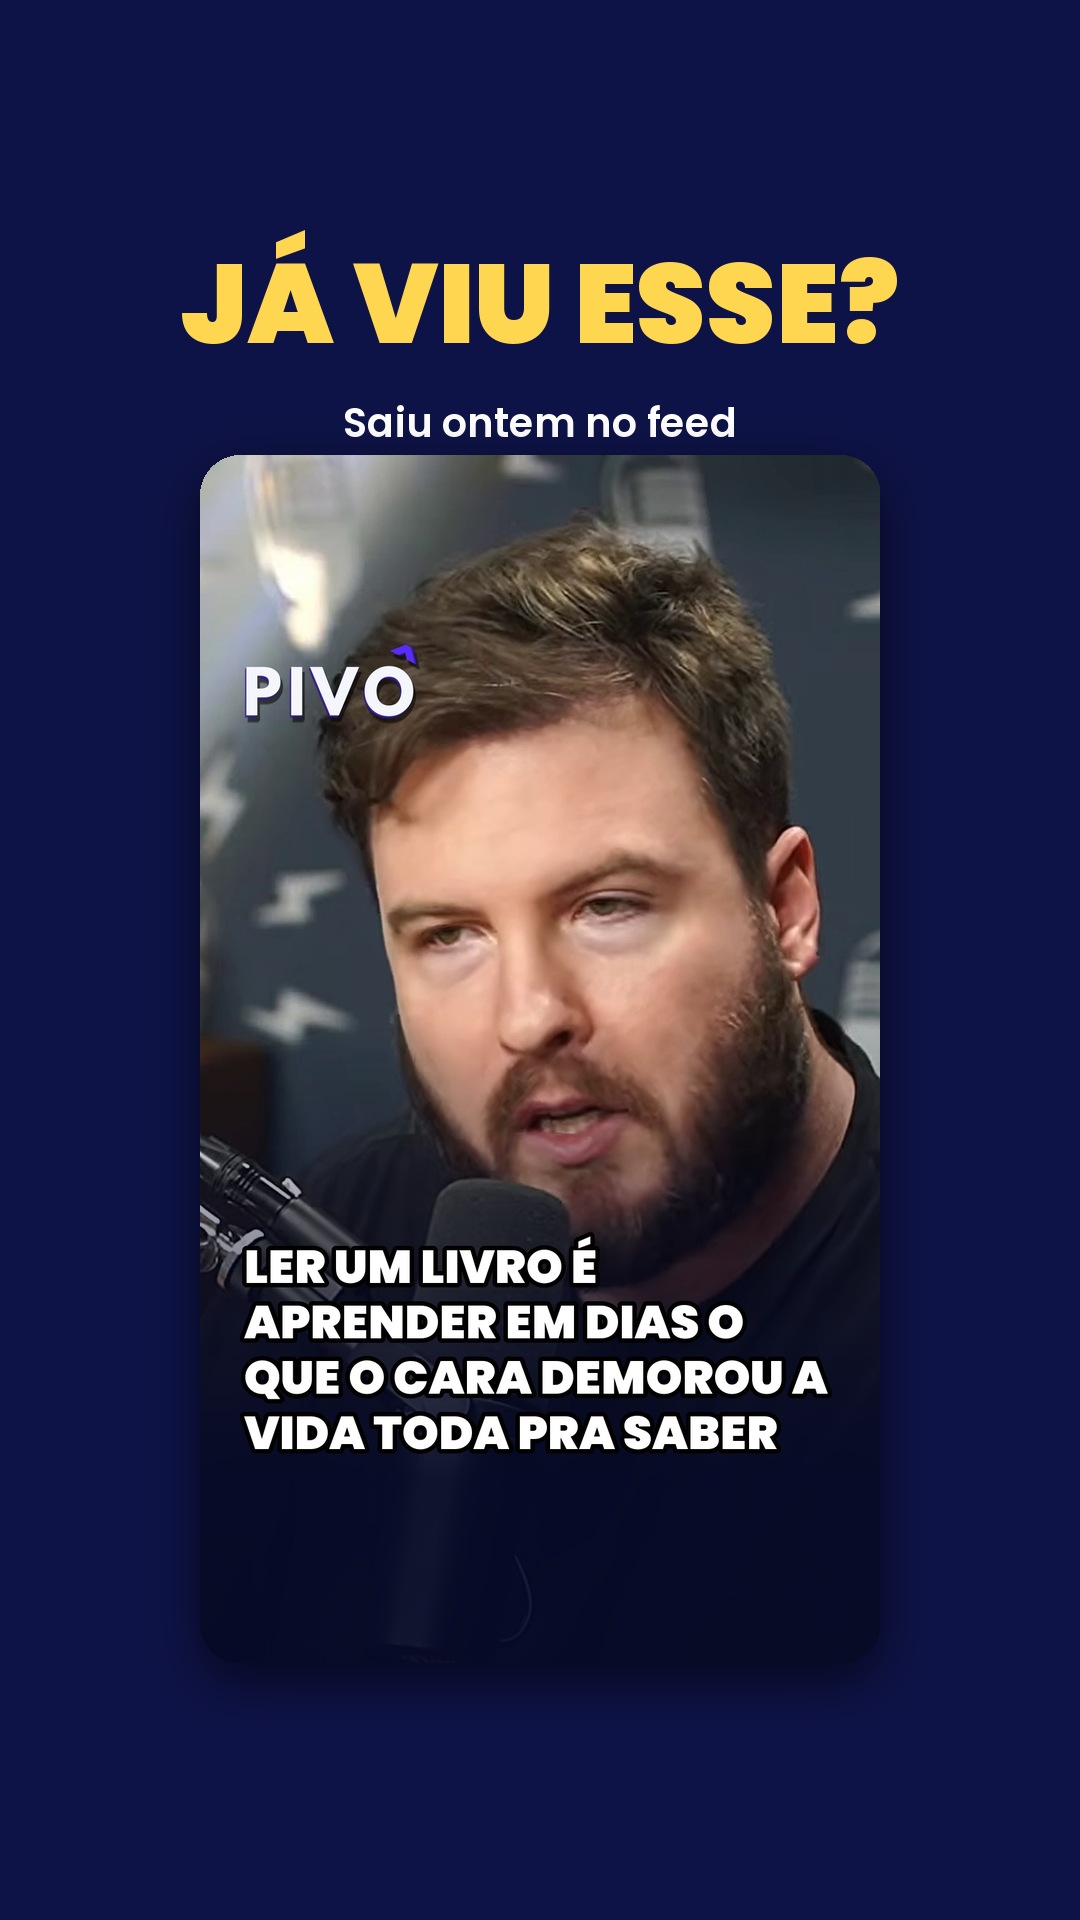 JÁ VIU ESSE?
Saiu ontem no feed
PIVÔ
LER UM LIVRO É
APRENDER EM DIAS O
QUE O CARA DEMOROU A
VIDA TODA PRA SABER